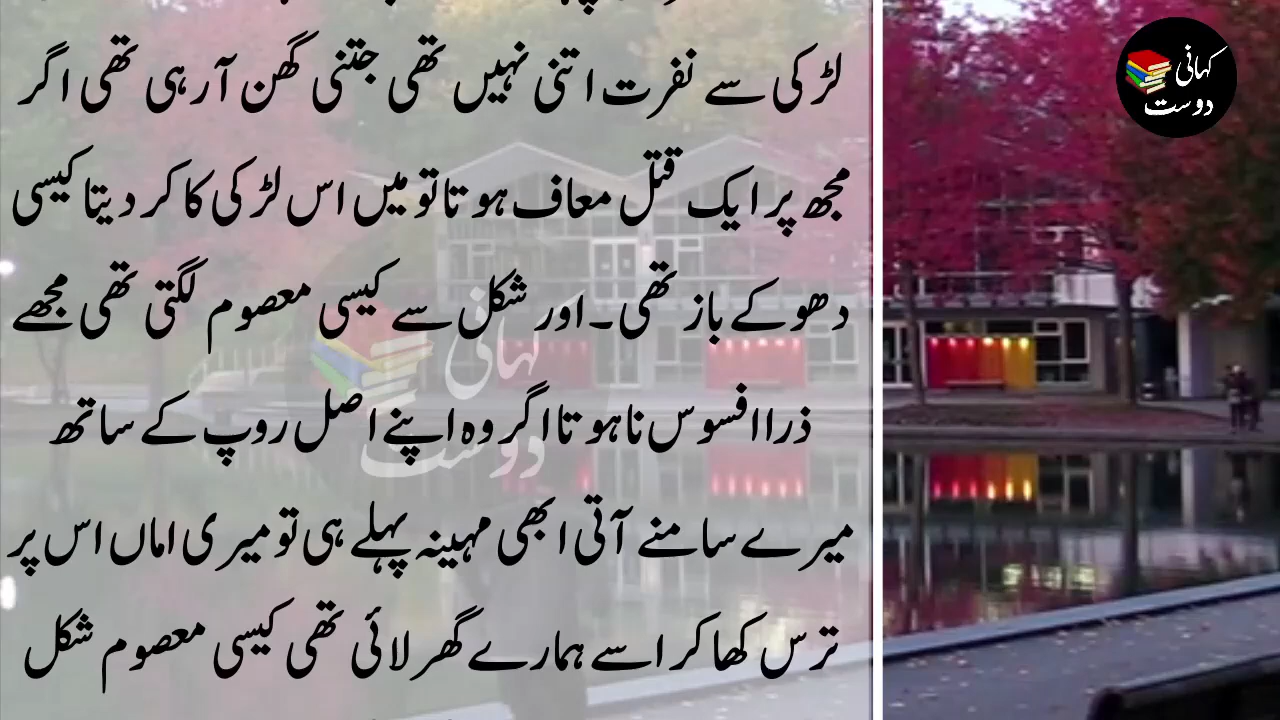 لڑکی سے نفرت اتنی نہیں تھی جتنی گھن آرہی تھی اگر
مجھ پر ایک قتل معاف ہوتا تو میں اس لڑکی کا کر دیتا کیسی
دھوکے باز تھی۔اور شکل سے کیسی معصوم لگتی تھی مجھے
ذرا افسوس نا ہوتا اگر وہ اپنے اصل روپ کے ساتھ
میرے سامنے آتی ابھی مہینہ پہلے ہی تو میری اماں اس پر
ترس کھا کر اسے ہمارے گھر لائی تھی کیسی معصوم شکل
کہانی
دوست
کہانی
دوست